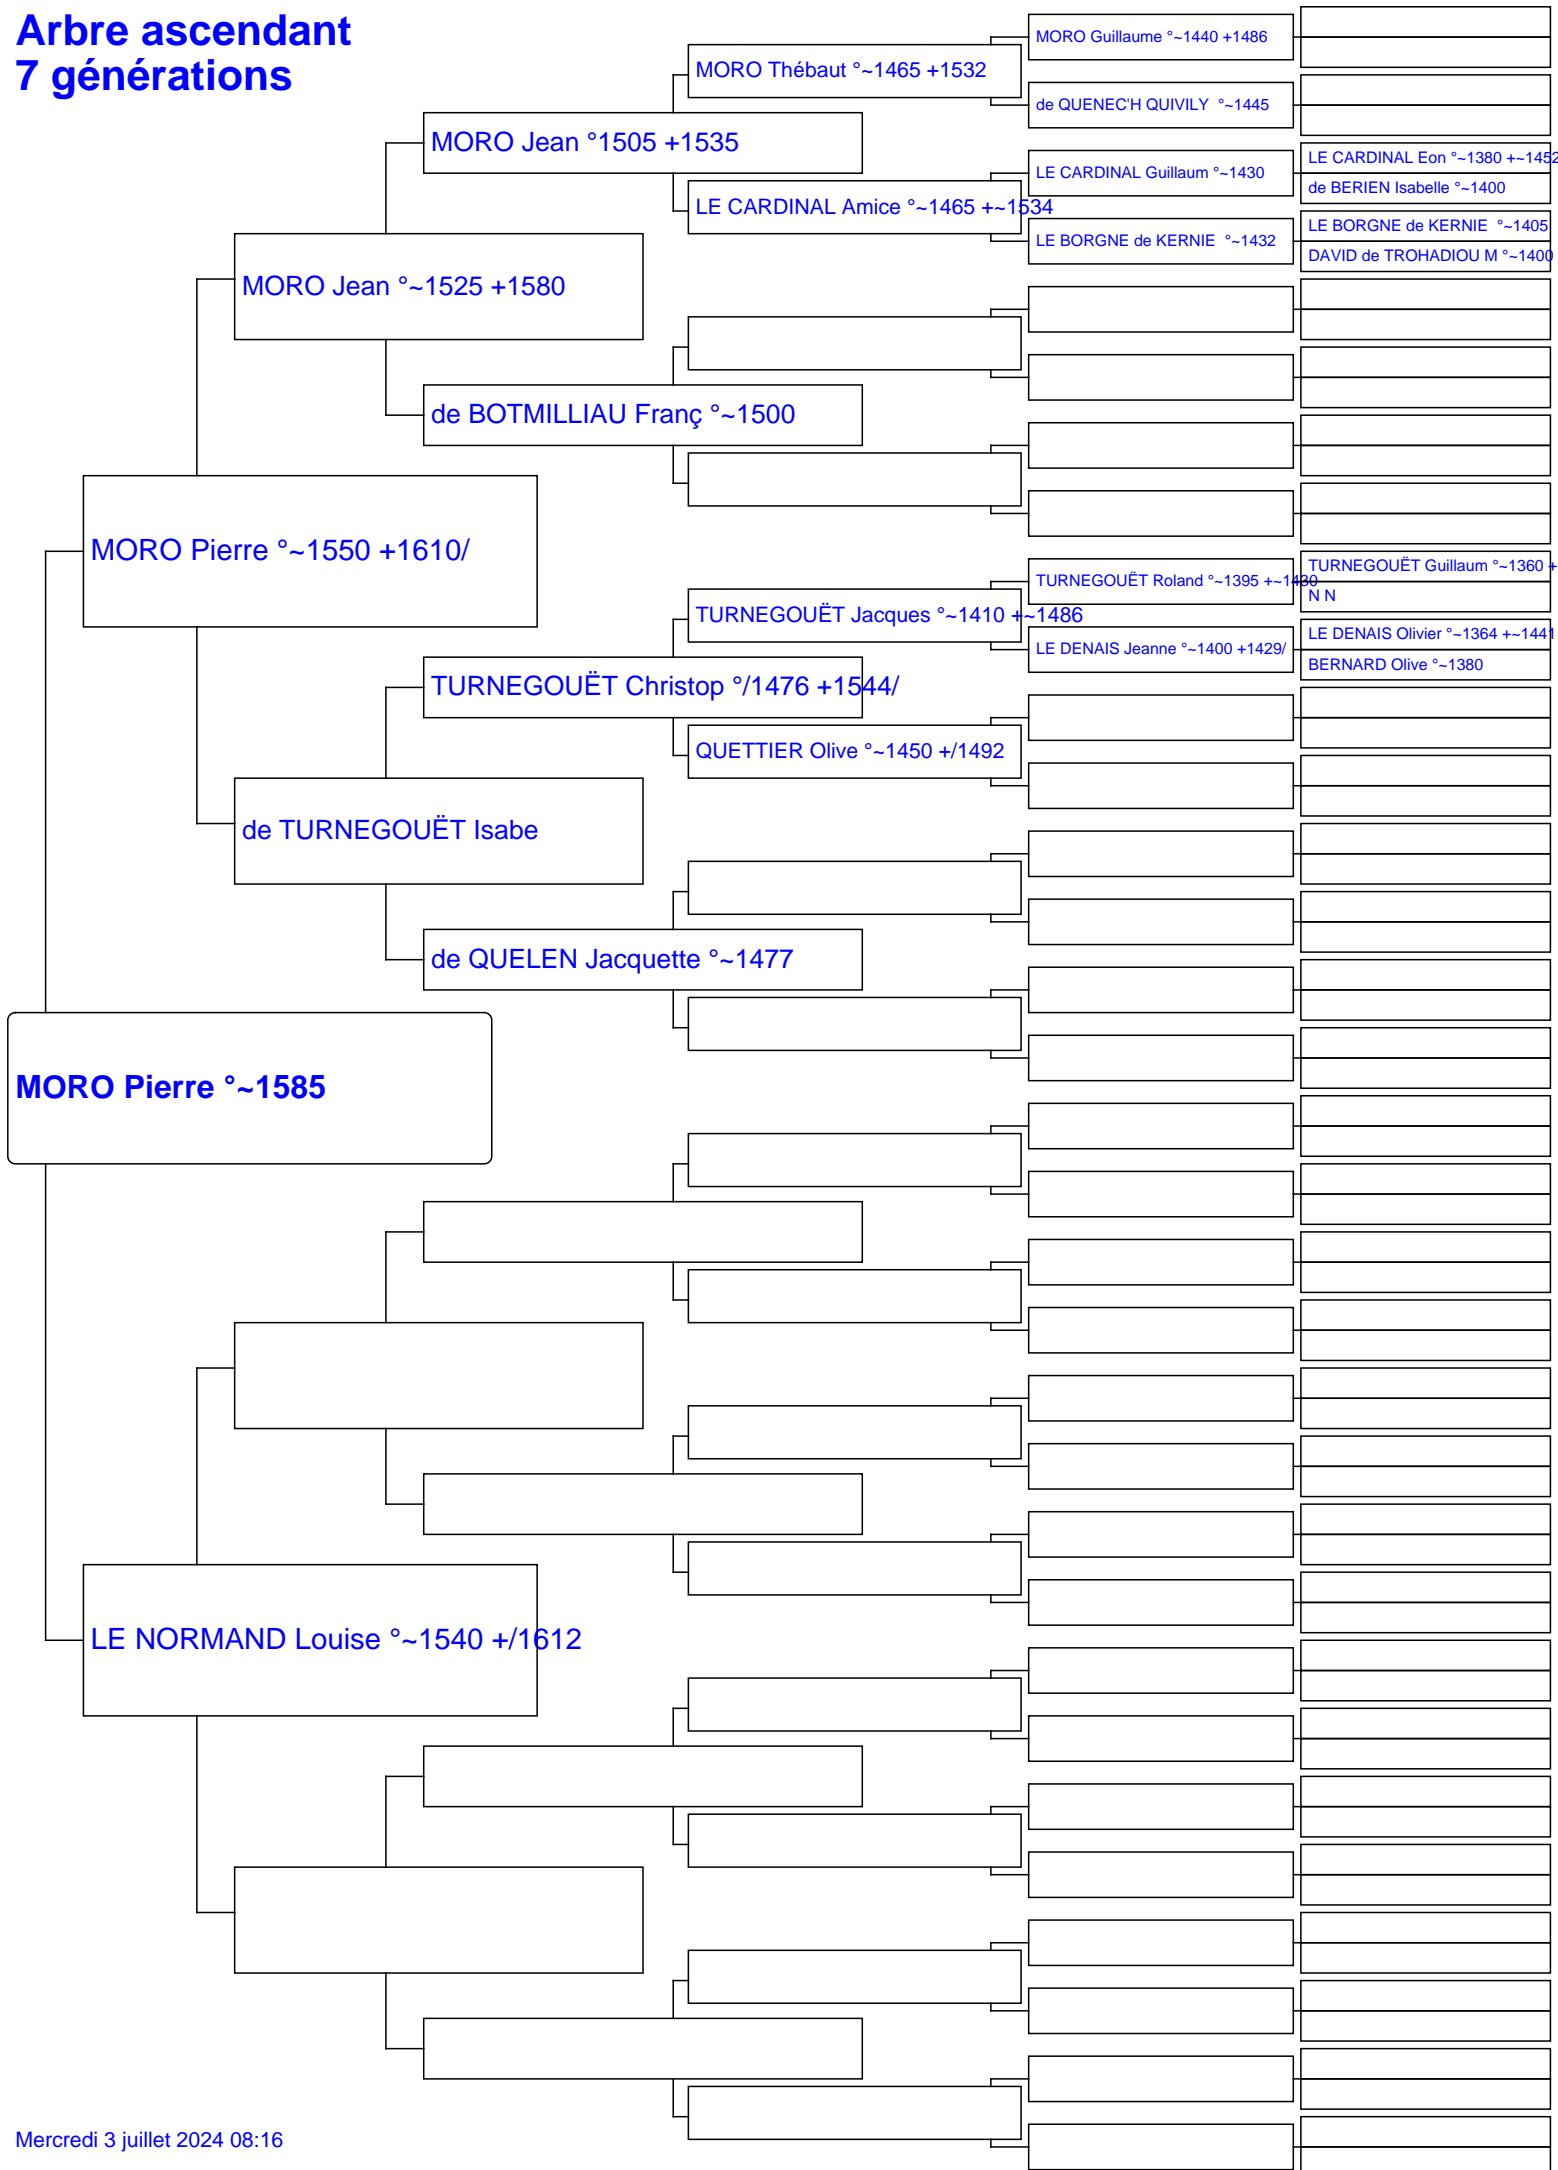 Arbre ascendant
7 générations
MORO Guillaume °~1440 +1486
MORO Thébaut °~1465 +1532
de QUENEC'H QUIVILY °~1445
MORO Jean °1505 +1535
LE CARDINAL Eon °~1380 +~1452
LE CARDINAL Guillaum °~1430
de BERIEN Isabelle °~1400
LE CARDINAL Amice °~1465 +~1534
LE BORGNE de KERNIE °~1405
LE BORGNE de KERNIE °~1432
DAVID de TROHADIOU M °~1400
MORO Jean °~1525 +1580
de BOTMILLIAU Franç °~1500
MORO Pierre °~1550 +1610/
TURNEGOUËT Guillaum °~1360 +
TURNEGOUËT Roland °~1395 +~1430
N N
TURNEGOUËT Jacques °~1410 +~1486
LE DENAIS Olivier °~1364 +~1441
LE DENAIS Jeanne °~1400 +1429/
BERNARD Olive °~1380
TURNEGOUËT Christop °/1476 +1544/
QUETTIER Olive °~1450 +/1492
de TURNEGOUËT Isabe
de QUELEN Jacquette °~1477
MORO Pierre °~1585
LE NORMAND Louise °~1540 +/1612
Mercredi 3 juillet 2024 08:16